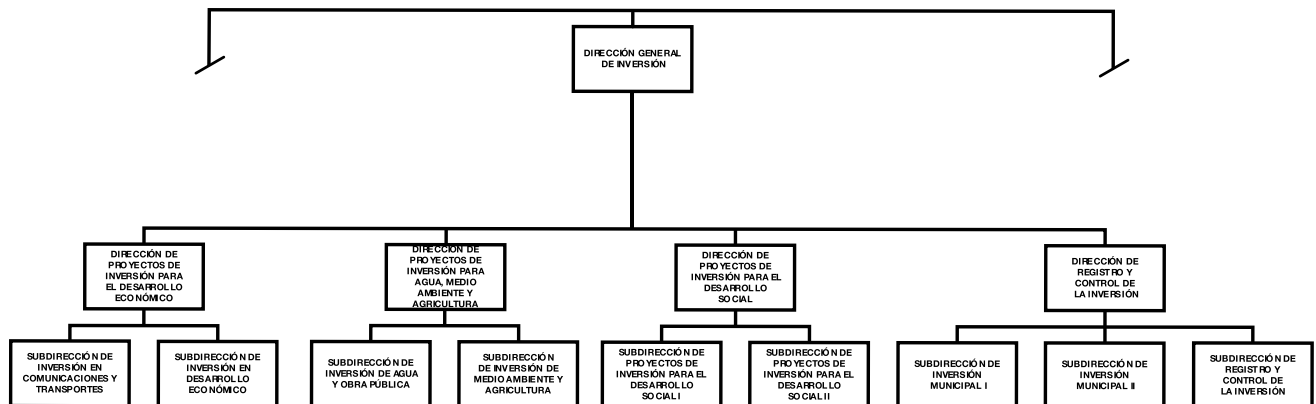 DIRECCIÓN GENERAL
DE INVERSIÓN
DIRECCIÓN DE
PROYECTOS DE
INVERSIÓN PARA
EL DESARROLLO
ECONÓMICO
DIRECCIÓN DE
PROYECTOS DE
INVERSIÓN PARA
AGUA, MEDIO
AMBIENTE Y
AGRICULTURA
DIRECCIÓN DE
PROYECTOS DE
INVERSIÓN PARA EL
DESARROLLO
SOCIAL
DIRECCIÓN DE
REGISTRO Y
CONTROL DE
LA INVERSIÓN
SUBDIRECCIÓN DE
INVERSIÓN EN
COMUNICACIONES Y
TRANSPORTES
SUBDIRECCIÓN DE
INVERSIÓN EN
DESARROLLO
ECONÓMICO
SUBDIRECCIÓN DE
INVERSIÓN DE AGUA
Y OBRA PÚBLICA
SUBDIRECCIÓN
DE INVERSIÓN DE
MEDIO AMBIENTE Y
AGRICULTURA
SUBDIRECCIÓN DE
PROYECTOS DE
INVERSIÓN PARA EL
DESARROLLO
SOCIAL I
SUBDIRECCIÓN DE
PROYECTOS DE
INVERSIÓN PARA EL
DESARROLLO
SOCIAL II
SUBDIRECCIÓN DE
INVERSIÓN
MUNICIPAL I
SUBDIRECCIÓN DE
INVERSIÓN
MUNICIPAL II
SUBDIRECCIÓN DE
REGISTRO Y
CONTROL DE
LA INVERSIÓN